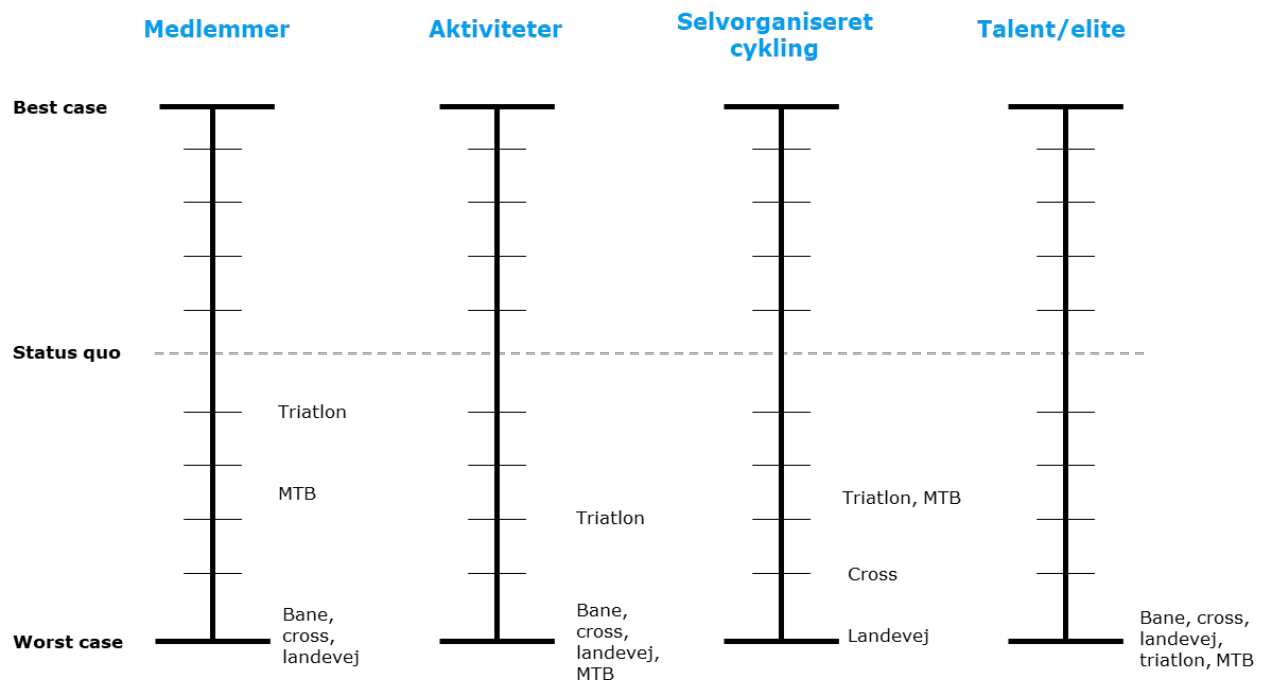 Medlemmer
Aktiviteter
Selvorganiseret
cykling
Talent/elite
Best case
Status quo
Triatlon
MTB
Triatlon
Triatlon, MTB
Cross
Worst case
Bane,
cross,
landevej
Bane,
cross,
landevej,
MTB
Landevej
Bane, cross,
landevej,
triatlon, MTB